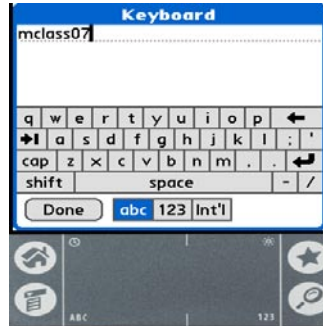 Keyboard
mclass07
q w e r t y u i o p
a s d f g h j k l ; '
cap z x c v b n m , .
shift space - /
Done abc 123 Int'l
ABC 123